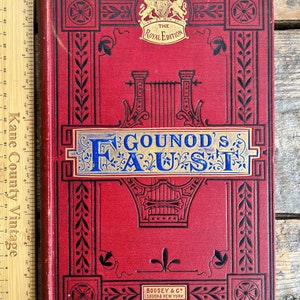 THE
ROYAL EDITION
GOUNOD'S
FAUST
BOOSEY & Co
LONDON & NEW YORK
Kane County Vintage